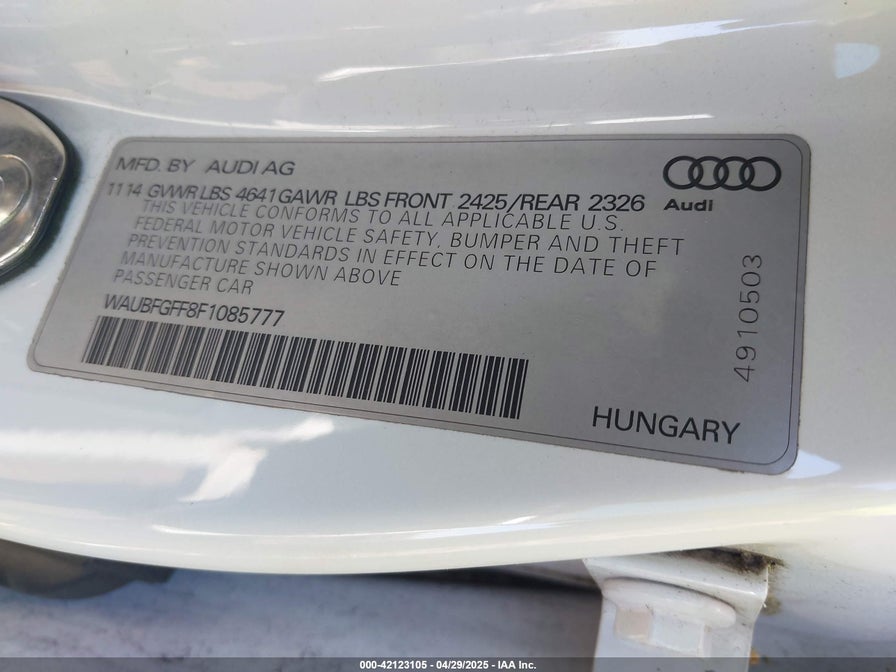 MFD. BY AUDI AG
1114 GVWR LBS 4641 GAWR LBS FRONT 2425/REAR 2326
THIS VEHICLE CONFORMS TO ALL APPLICABLE U.S.
FEDERAL MOTOR VEHICLE SAFETY, BUMPER AND THEFT
PREVENTION STANDARDS IN EFFECT ON THE DATE OF
MANUFACTURE SHOWN ABOVE
PASSENGER CAR
WAUBFGFF8F1085777
Audi
4910503
HUNGARY
000-42123105 | 04/29/2025 | IAA Inc.